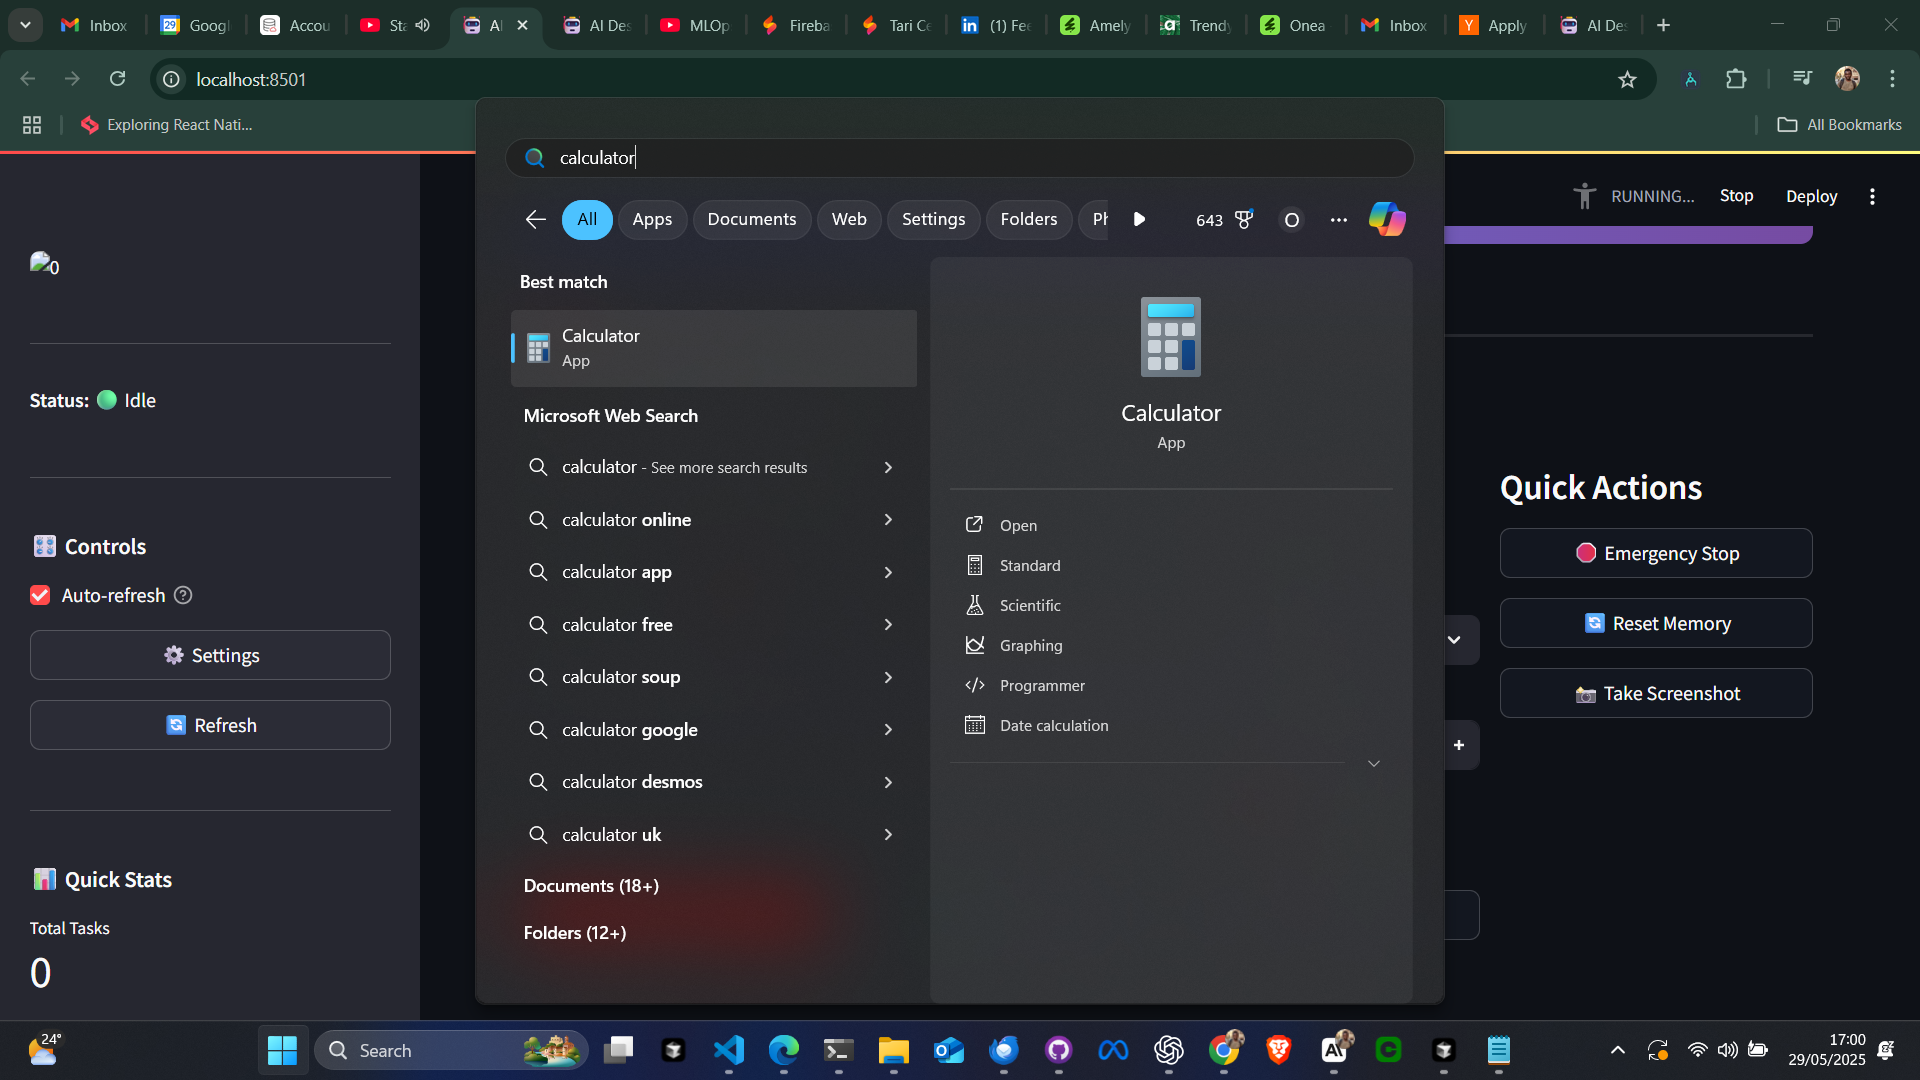 Inbox
Googl
Accou
Sta
AI
AI Des
MLOp
Fireba
Tari Ce
(1) Fee
Amely
Trendy
Onea
Inbox
Apply
AI Des
localhost:8501
Exploring React Nati...
All Bookmarks
calculator
RUNNING...
Stop
Deploy
All
Apps
Documents
Web
Settings
Folders
Ph
643
O
0
Best match
Calculator
App
Calculator
App
Status: Idle
Microsoft Web Search
calculator - See more search results
calculator online
calculator app
calculator free
calculator soup
calculator google
calculator desmos
calculator uk
Documents (18+)
Folders (12+)
Open
Standard
Scientific
Graphing
Programmer
Date calculation
Quick Actions
Emergency Stop
Reset Memory
Take Screenshot
Controls
Auto-refresh
Settings
Refresh
Quick Stats
Total Tasks
0
24°
Search
17:00
29/05/2025